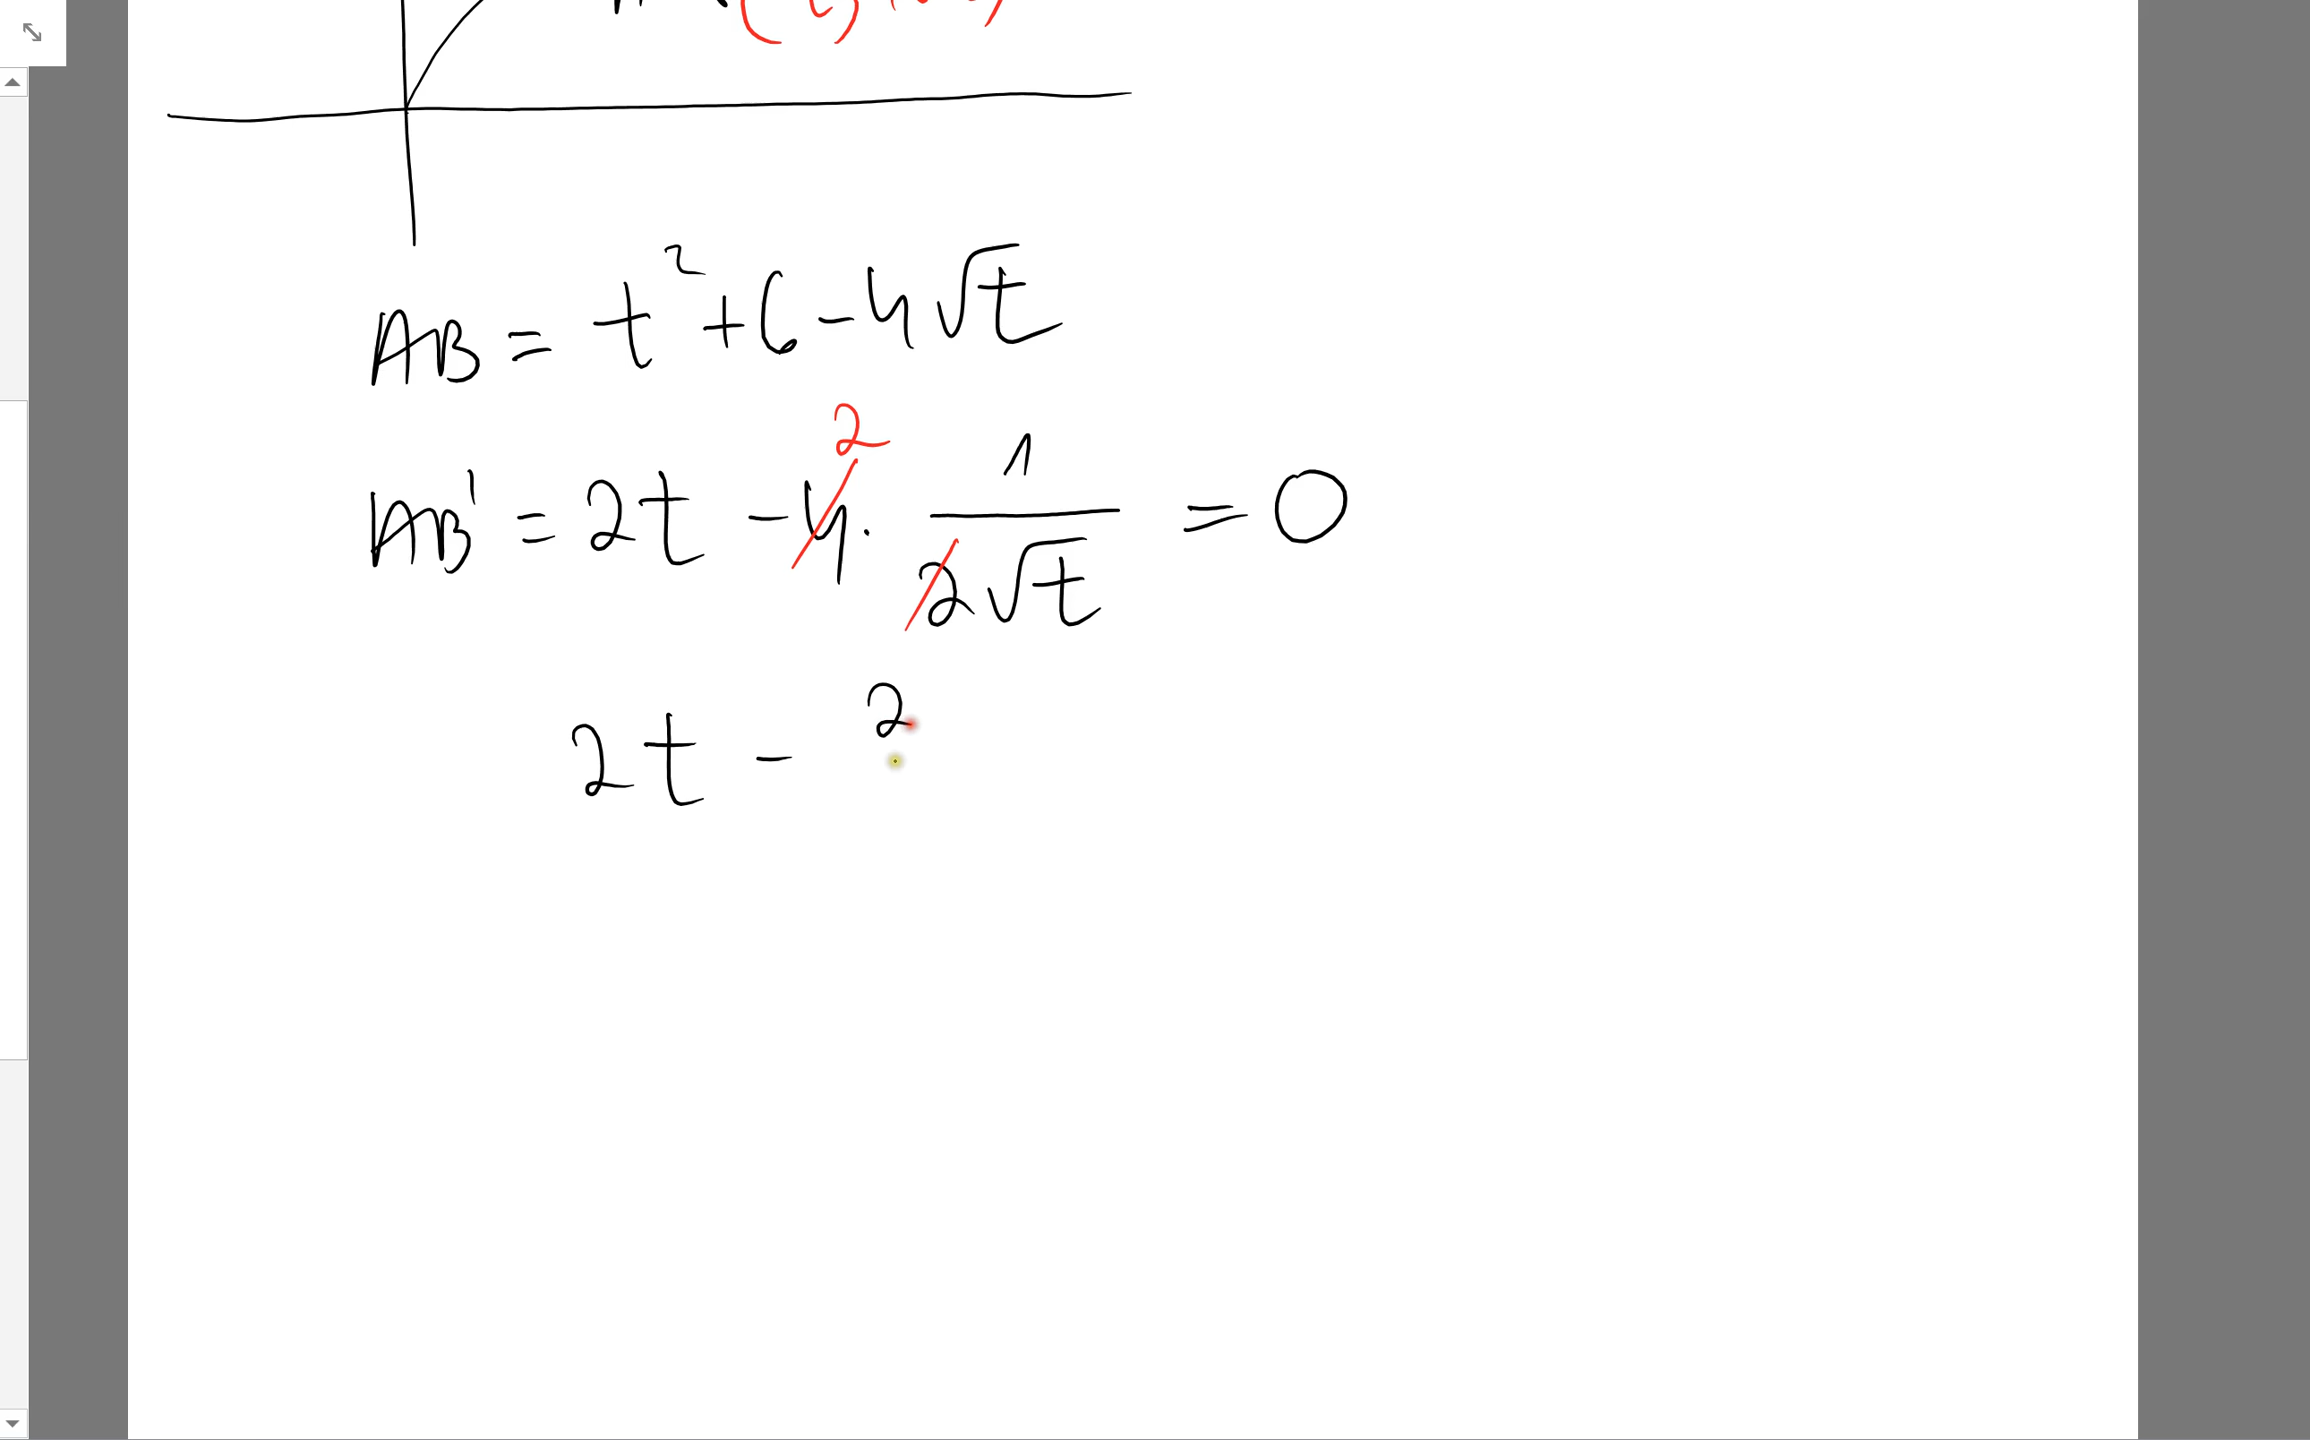 AB = t² + 6 - 4√t
AB' = 2t - 4 · 1/(2√t) = 0
2
2t - 2